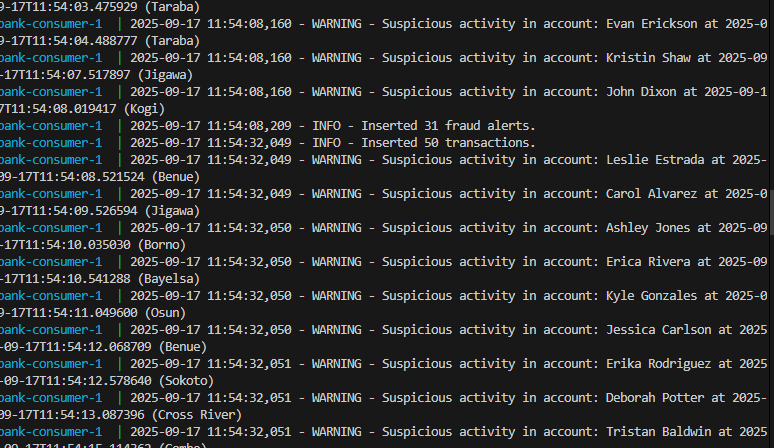 9-17T11:54:03.475929 (Taraba)
bank-consumer-1 | 2025-09-17 11:54:08,160 - WARNING - Suspicious activity in account: Evan Erickson at 2025-0
9-17T11:54:04.488777 (Taraba)
bank-consumer-1 | 2025-09-17 11:54:08,160 - WARNING - Suspicious activity in account: Kristin Shaw at 2025-09
-17T11:54:07.517897 (Jigawa)
bank-consumer-1 | 2025-09-17 11:54:08,160 - WARNING - Suspicious activity in account: John Dixon at 2025-09-1
7T11:54:08.019417 (Kogi)
bank-consumer-1 | 2025-09-17 11:54:08,209 - INFO - Inserted 31 fraud alerts.
bank-consumer-1 | 2025-09-17 11:54:32,049 - INFO - Inserted 50 transactions.
bank-consumer-1 | 2025-09-17 11:54:32,049 - WARNING - Suspicious activity in account: Leslie Estrada at 2025-
09-17T11:54:08.521524 (Benue)
bank-consumer-1 | 2025-09-17 11:54:32,049 - WARNING - Suspicious activity in account: Carol Alvarez at 2025-0
9-17T11:54:09.526594 (Jigawa)
bank-consumer-1 | 2025-09-17 11:54:32,050 - WARNING - Suspicious activity in account: Ashley Jones at 2025-09
-17T11:54:10.035030 (Borno)
bank-consumer-1 | 2025-09-17 11:54:32,050 - WARNING - Suspicious activity in account: Erica Rivera at 2025-09
-17T11:54:10.541288 (Bayelsa)
bank-consumer-1 | 2025-09-17 11:54:32,050 - WARNING - Suspicious activity in account: Kyle Gonzales at 2025-0
9-17T11:54:11.049600 (Osun)
bank-consumer-1 | 2025-09-17 11:54:32,050 - WARNING - Suspicious activity in account: Jessica Carlson at 2025
-09-17T11:54:12.068709 (Benue)
bank-consumer-1 | 2025-09-17 11:54:32,051 - WARNING - Suspicious activity in account: Erika Rodriguez at 2025
-09-17T11:54:12.578640 (Sokoto)
bank-consumer-1 | 2025-09-17 11:54:32,051 - WARNING - Suspicious activity in account: Deborah Potter at 2025-
09-17T11:54:13.087396 (Cross River)
bank-consumer-1 | 2025-09-17 11:54:32,051 - WARNING - Suspicious activity in account: Tristan Baldwin at 2025